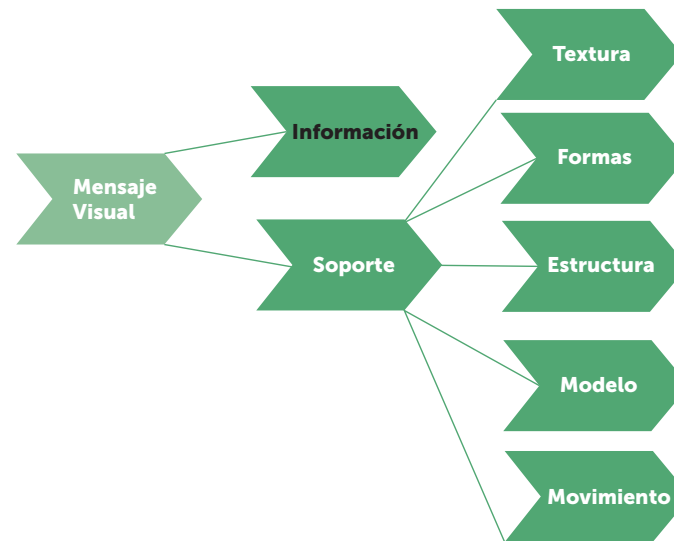 Mensaje
Visual
Información
Soporte
Textura
Formas
Estructura
Modelo
Movimiento